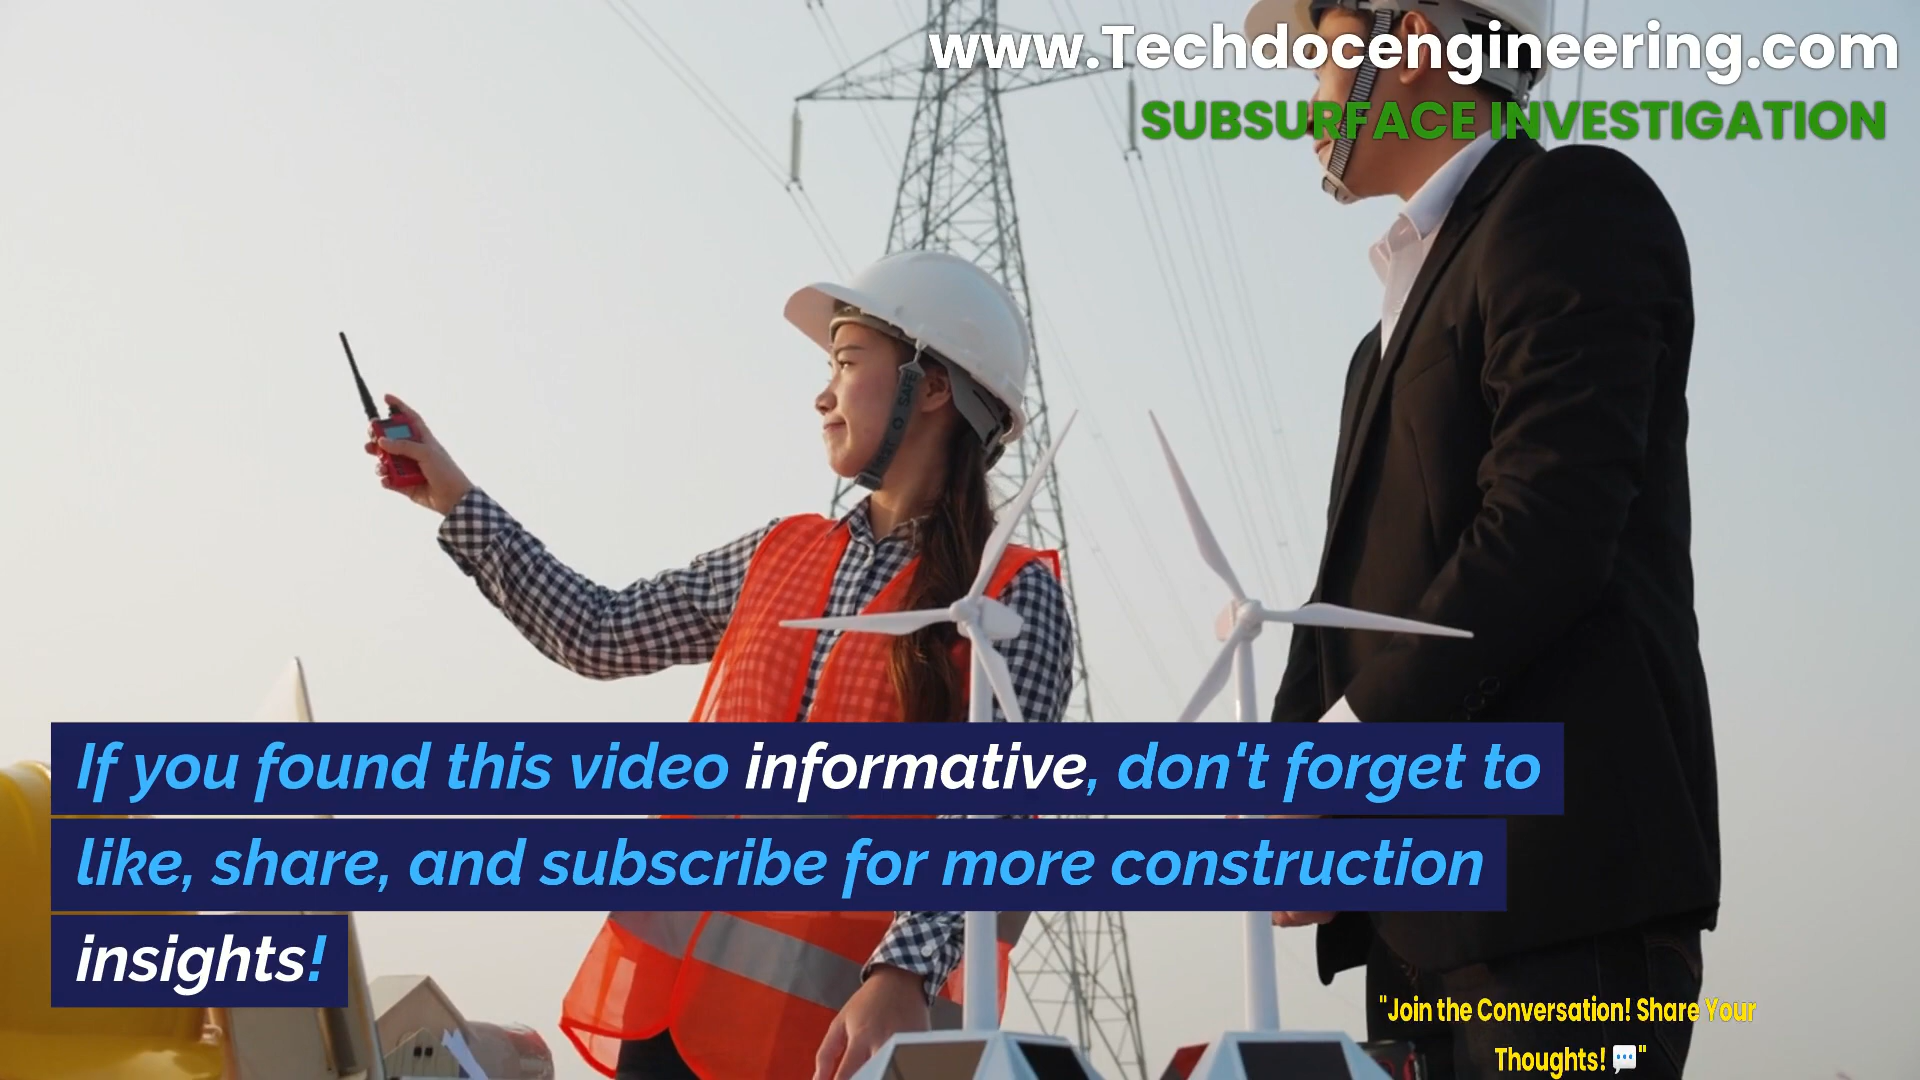 www.Techdocengineering.com
SUBSURFACE INVESTIGATION
If you found this video informative, don't forget to
like, share, and subscribe for more construction
insights!
"Join the Conversation! Share Your
Thoughts! 💬"